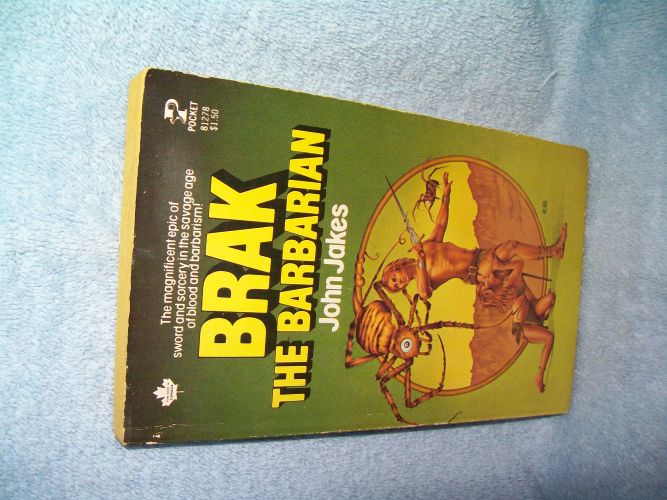 POCKET
81278
$1.50
The magnificent epic of
sword and sorcery in the savage age
of blood and barbarism!
BRAK
THE BARBARIAN
John Jakes